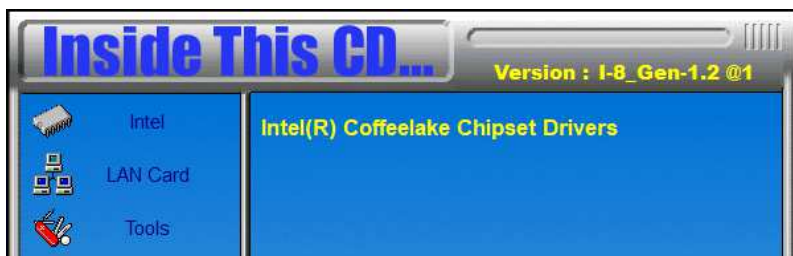 Inside This CD...
Version : I-8_Gen-1.2 @1
Intel
Intel(R) Coffeelake Chipset Drivers
LAN Card
Tools